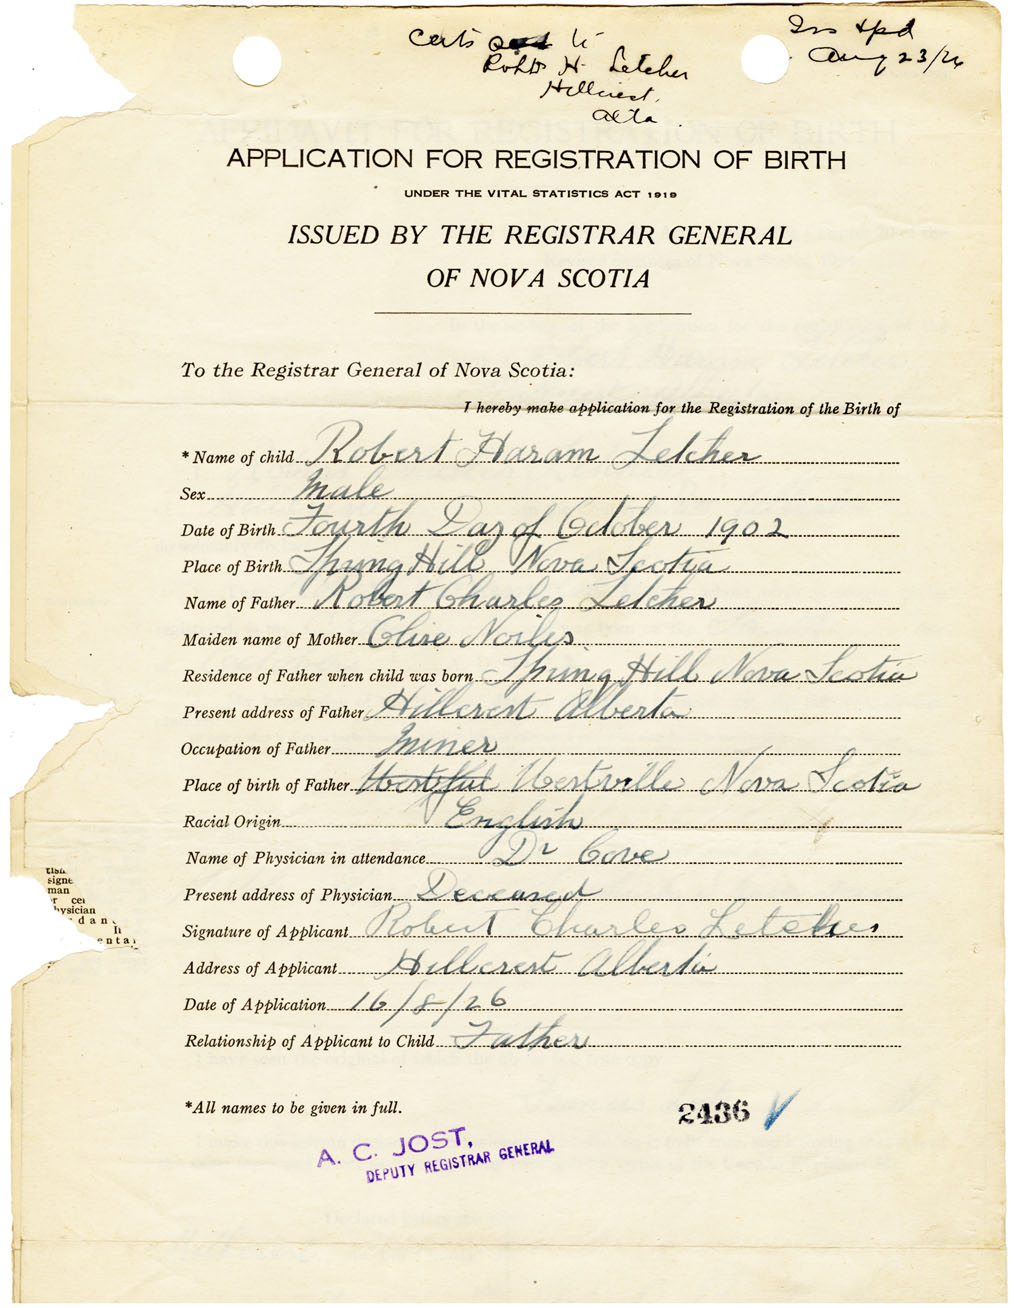 Certs to
Robt H. Letcher
Hillcrest,
Alta.
Aug 23/26
APPLICATION FOR REGISTRATION OF BIRTH
UNDER THE VITAL STATISTICS ACT 1919
ISSUED BY THE REGISTRAR GENERAL
OF NOVA SCOTIA
To the Registrar General of Nova Scotia:
I hereby make application for the Registration of the Birth of
* Name of child Robert Haram Letcher
Sex Male
Date of Birth Fourth Day of October 1902
Place of Birth Spring Hill Nova Scotia
Name of Father Robert Charles Letcher
Maiden name of Mother Olive Noiles
Residence of Father when child was born Spring Hill Nova Scotia
Present address of Father Hillcrest Alberta
Occupation of Father Miner
Place of birth of Father Westville Nova Scotia
Racial Origin English
Name of Physician in attendance Dr Cove
Present address of Physician Deceased
Signature of Applicant Robert Charles Letcher
Address of Applicant Hillcrest Alberta
Date of Application 16/8/26
Relationship of Applicant to Child Father
*All names to be given in full.
2436
A. C. JOST,
DEPUTY REGISTRAR GENERAL
signe
man